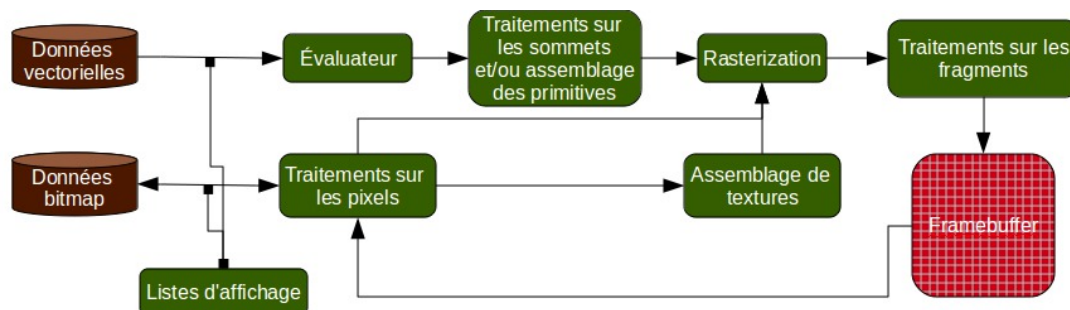 Données
vectorielles
Évaluateur
Traitements sur
les sommets
et/ou assemblage
des primitives
Rasterization
Traitements sur les
fragments
Données
bitmap
Traitements sur
les pixels
Assemblage de
textures
Framebuffer
Listes d'affichage